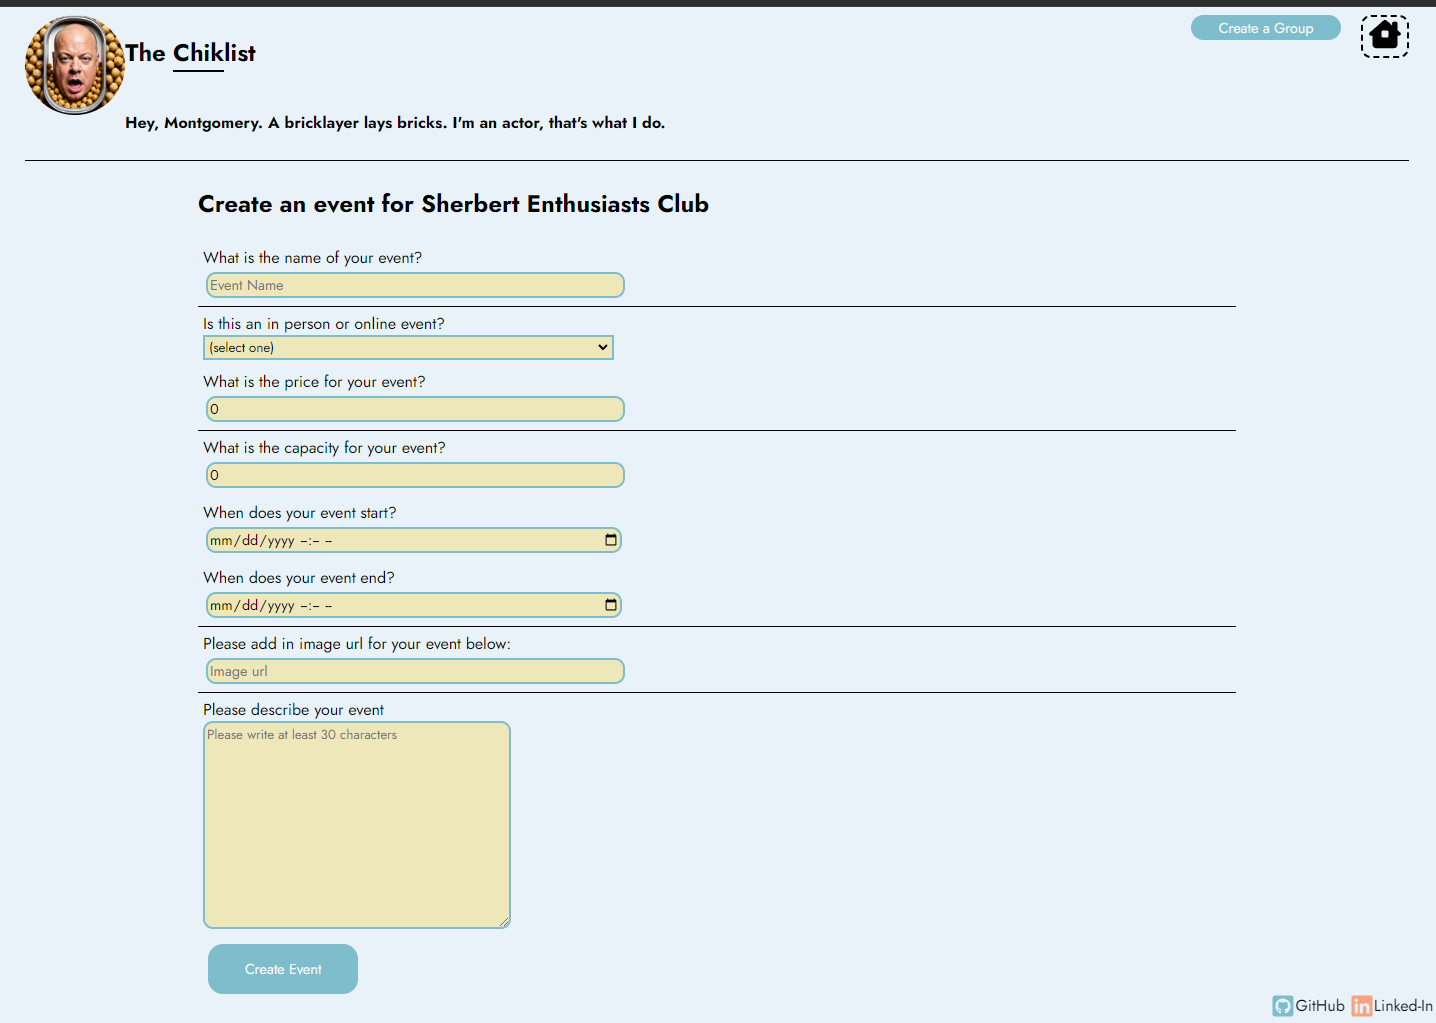 The Chiklist
Create a Group
Hey, Montgomery. A bricklayer lays bricks. I'm an actor, that's what I do.
Create an event for Sherbert Enthusiasts Club
What is the name of your event?
Event Name
Is this an in person or online event?
(select one)
What is the price for your event?
0
What is the capacity for your event?
0
When does your event start?
mm/dd/yyyy --:-- --
When does your event end?
mm/dd/yyyy --:-- --
Please add in image url for your event below:
Image url
Please describe your event
Please write at least 30 characters
Create Event
GitHub in Linked-In